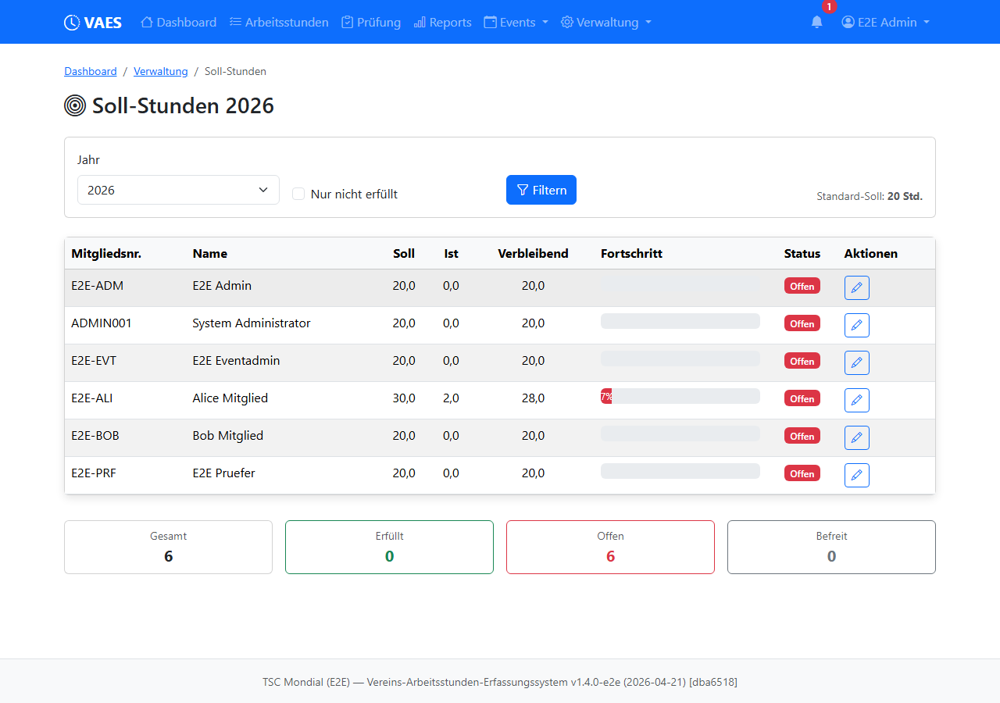 VAES Dashboard Arbeitsstunden Prüfung Reports Events Verwaltung 1 E2E Admin
Dashboard / Verwaltung / Soll-Stunden
Soll-Stunden 2026
Jahr
2026 Nur nicht erfüllt Filtern Standard-Soll: 20 Std.
Mitgliedsnr. Name Soll Ist Verbleibend Fortschritt Status Aktionen
E2E-ADM E2E Admin 20,0 0,0 20,0 Offen
ADMIN001 System Administrator 20,0 0,0 20,0 Offen
E2E-EVT E2E Eventadmin 20,0 0,0 20,0 Offen
E2E-ALI Alice Mitglied 30,0 2,0 28,0 7% Offen
E2E-BOB Bob Mitglied 20,0 0,0 20,0 Offen
E2E-PRF E2E Pruefer 20,0 0,0 20,0 Offen
Gesamt Erfüllt Offen Befreit
6 0 6 0
TSC Mondial (E2E) — Vereins-Arbeitsstunden-Erfassungssystem v1.4.0-e2e (2026-04-21) [dba6518]